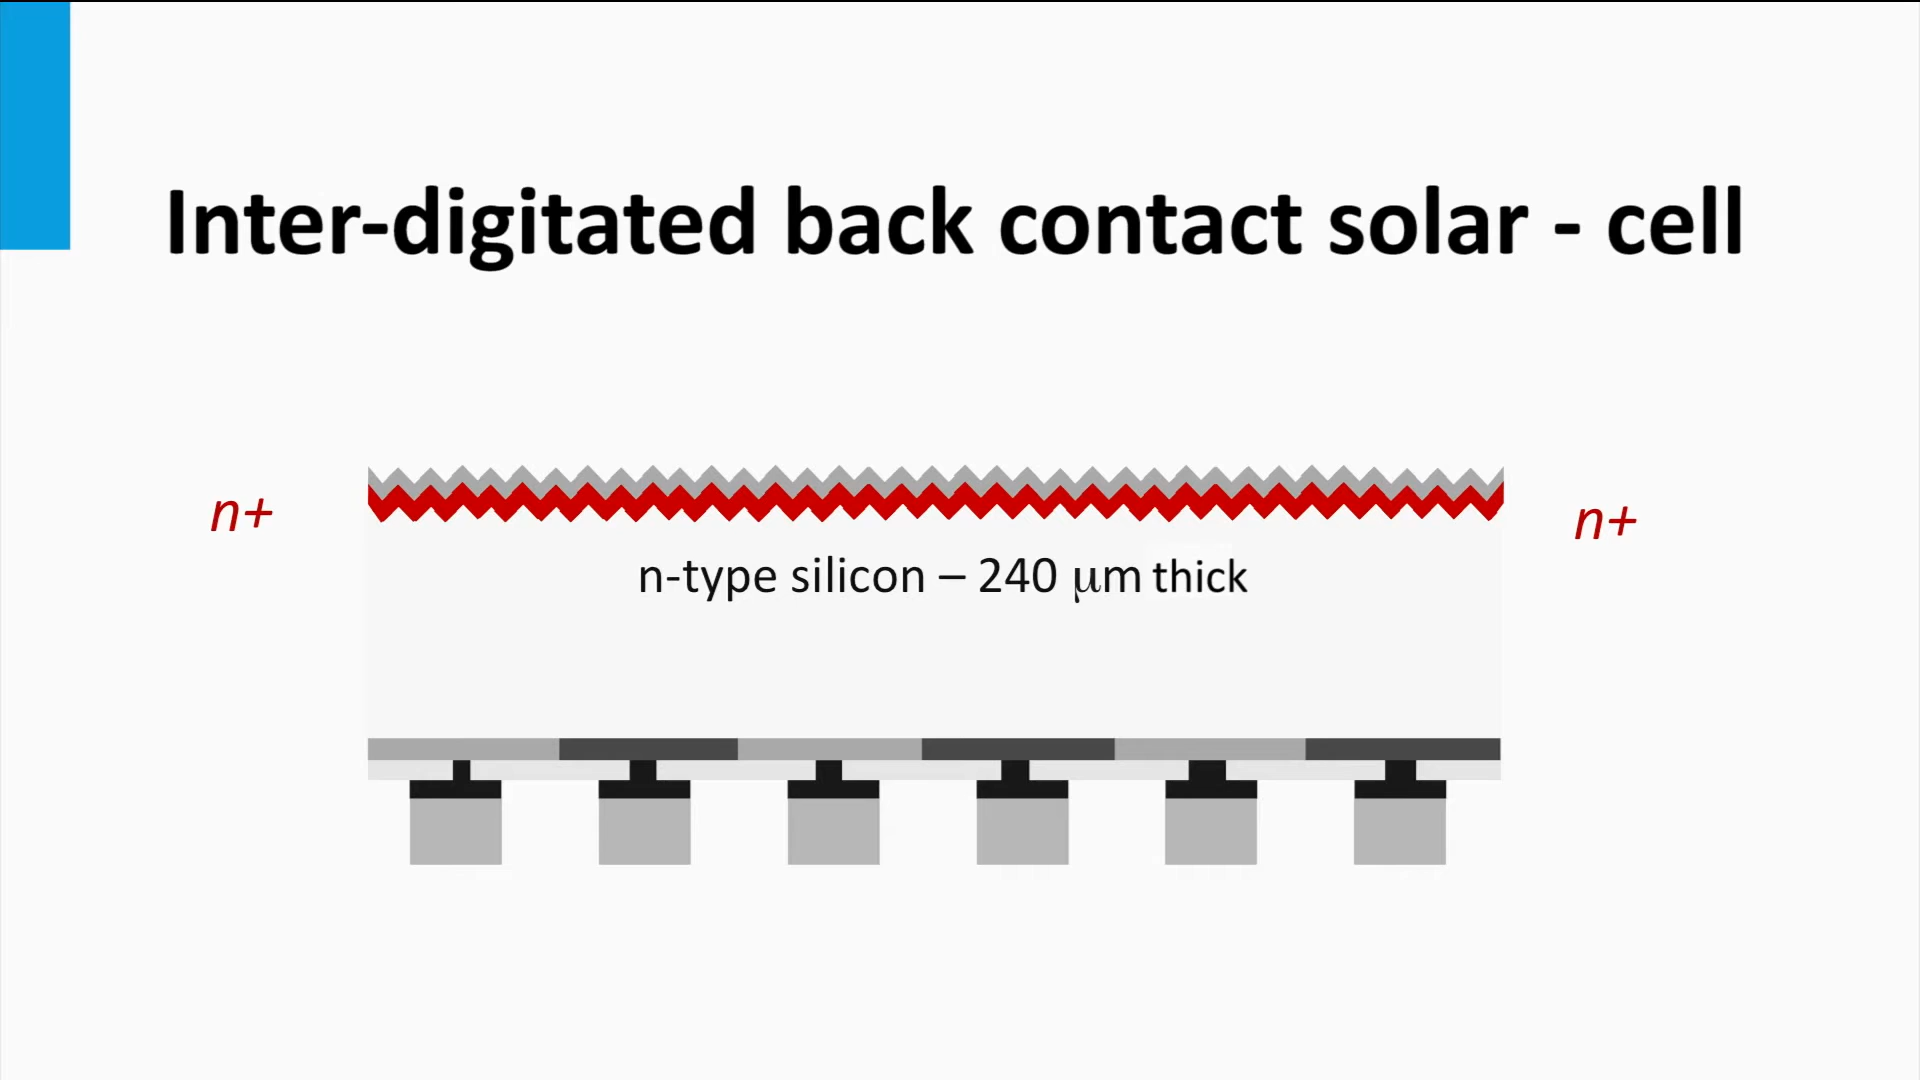 Inter-digitated back contact solar - cell
n+
n+
n-type silicon – 240 μm thick